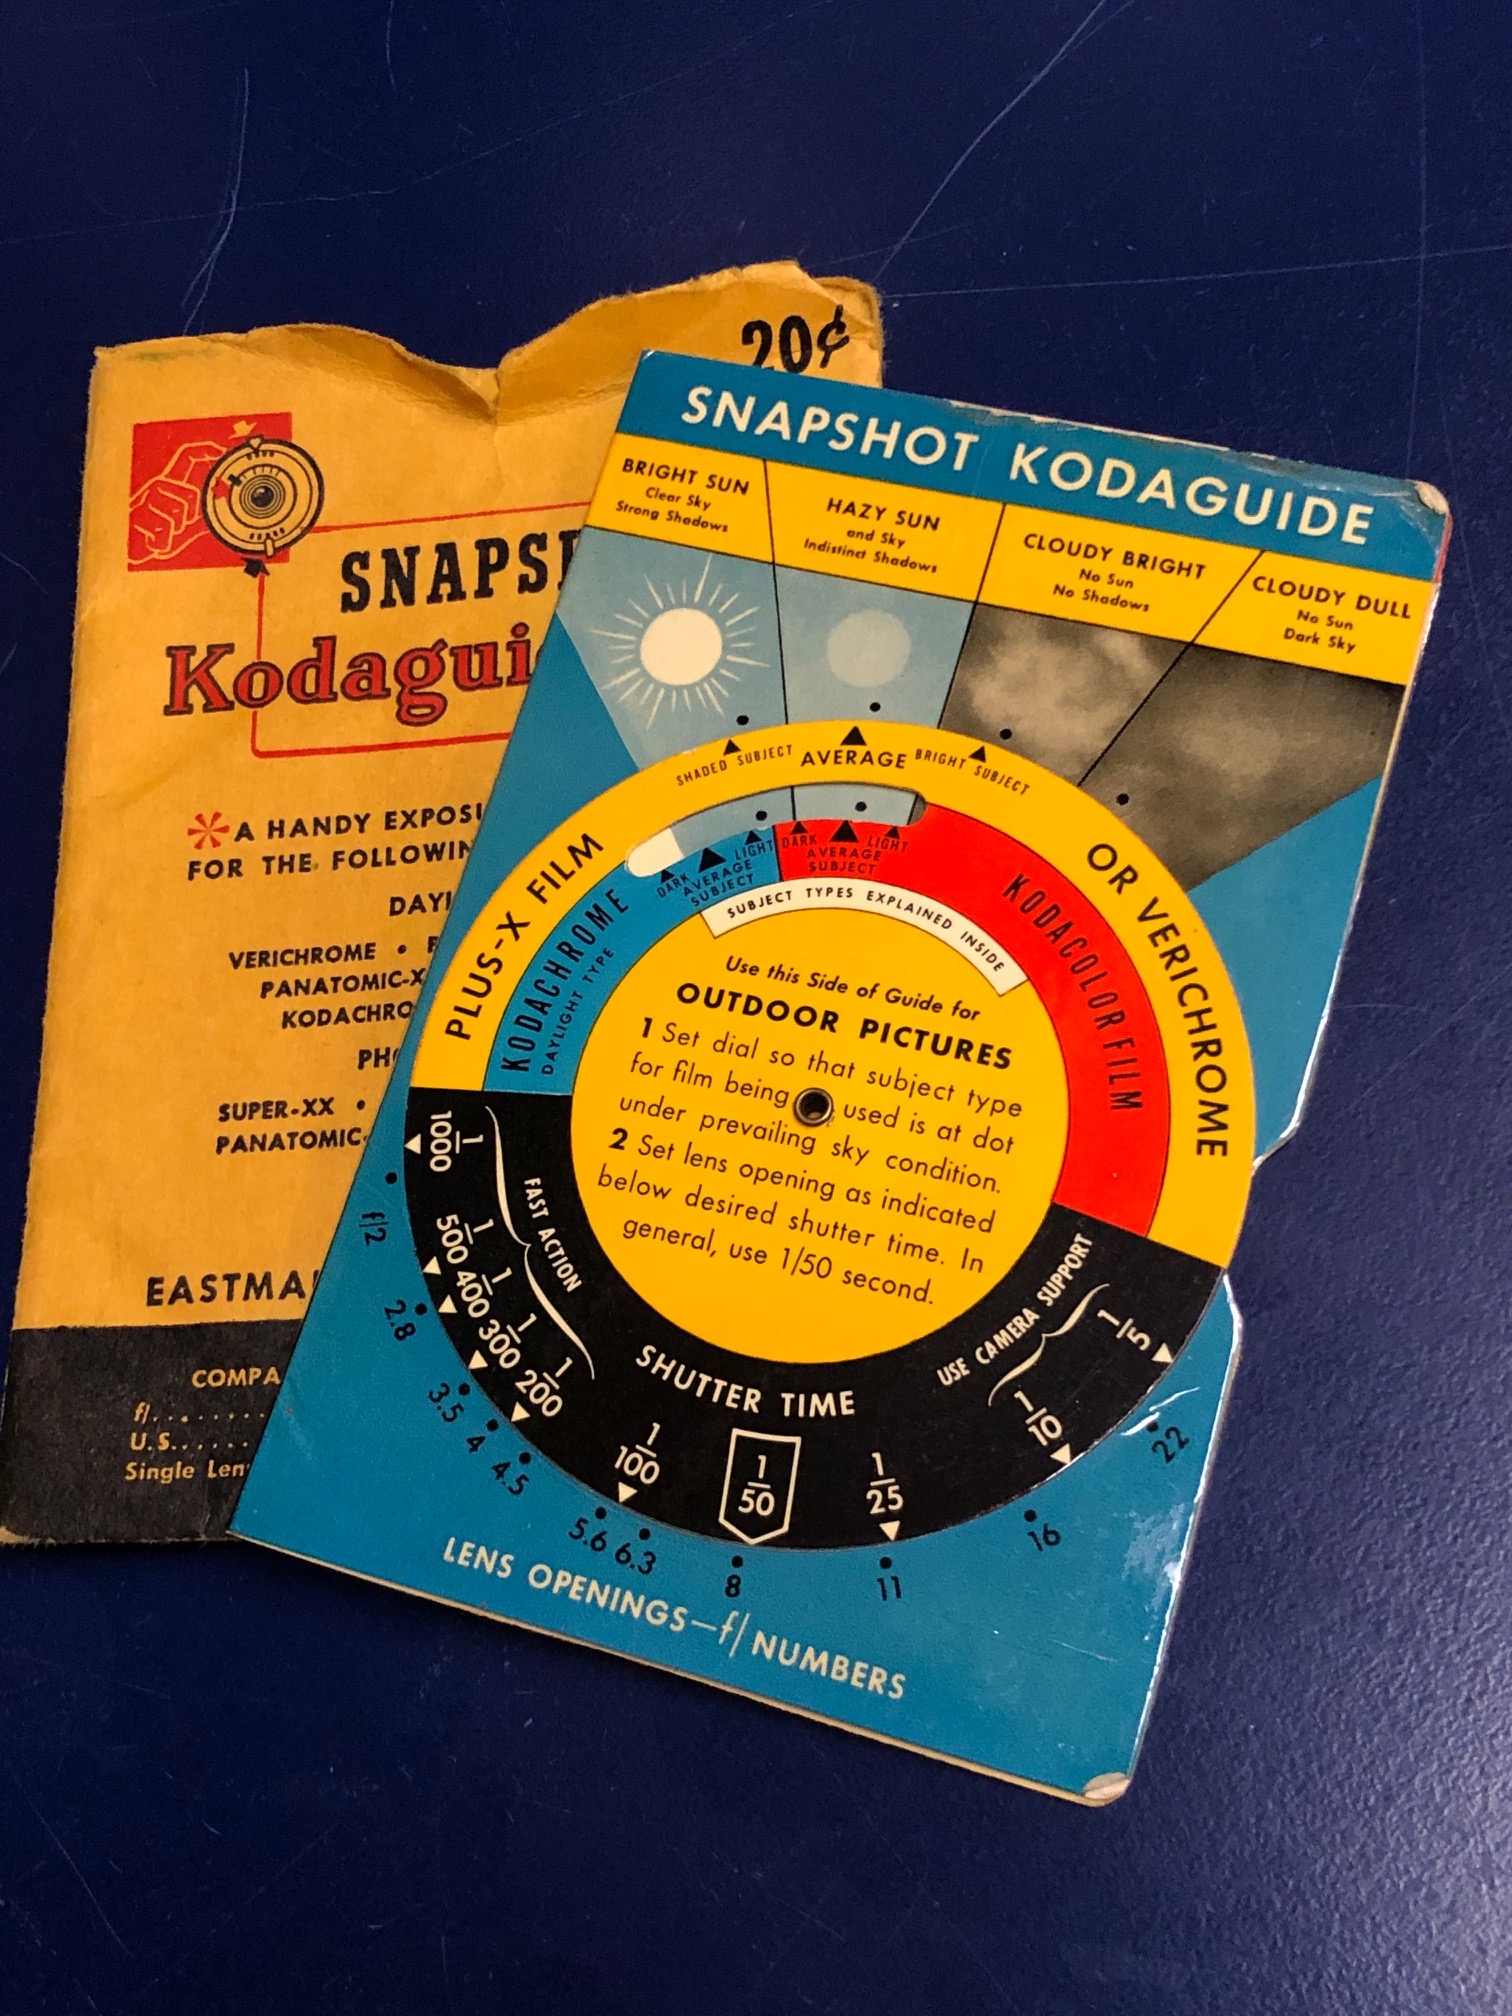 20¢
SNAPS
Kodagui
*A HANDY EXPOS
FOR THE FOLLOWIN
DAYL
VERICHROME •
PANATOMIC-X
KODACHRO
PH
SUPER-XX •
PANATOMIC-
EASTMA
COMPA
f/........
U.S......
Single Len
SNAPSHOT KODAGUIDE
BRIGHT SUN
Clear Sky
Strong Shadows
HAZY SUN
and Sky
Indistinct Shadows
CLOUDY BRIGHT
No Sun
No Shadows
CLOUDY DULL
No Sun
Dark Sky
SHADED SUBJECT
AVERAGE
BRIGHT SUBJECT
PLUS-X FILM
OR VERICHROME
DARK
AVERAGE
SUBJECT
LIGHT
DARK
AVERAGE
SUBJECT
LIGHT
KODACHROME
DAYLIGHT TYPE
KODACOLOR FILM
SUBJECT TYPES EXPLAINED INSIDE
Use this Side of Guide for
OUTDOOR PICTURES
1 Set dial so that subject type
for film being used is at dot
under prevailing sky condition.
2 Set lens opening as indicated
below desired shutter time. In
general, use 1/50 second.
1/1000
1/500
1/400
1/300
1/200
FAST ACTION
1/100
1/50
1/25
1/10
1/5
USE CAMERA SUPPORT
SHUTTER TIME
f/2
2.8
3.5
4
4.5
5.6
6.3
8
11
16
22
LENS OPENINGS—f/NUMBERS